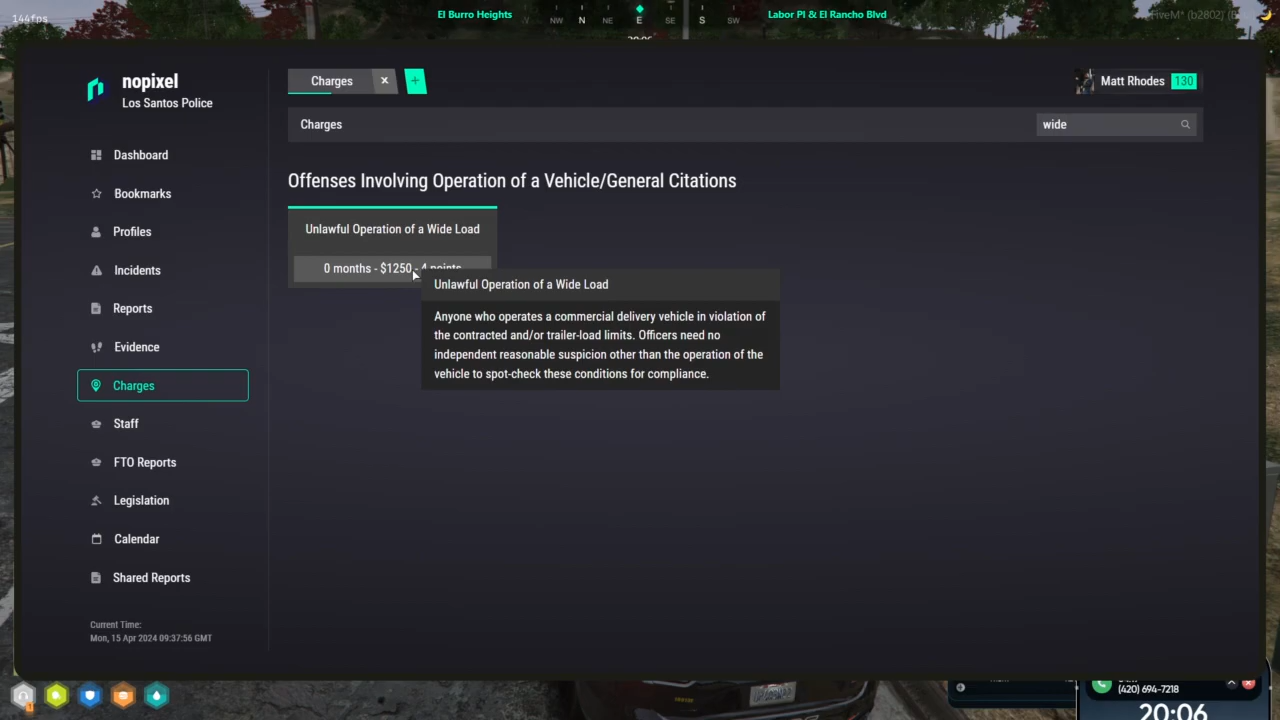 144fps
El Burro Heights
NW N NE E SE S SW
Labor Pl & El Rancho Blvd
FiveM* (b2802)
nopixel
Los Santos Police
Charges
Matt Rhodes 130
Charges
wide
Dashboard
Bookmarks
Profiles
Incidents
Reports
Evidence
Charges
Staff
FTO Reports
Legislation
Calendar
Shared Reports
Current Time:
Mon, 15 Apr 2024 09:37:56 GMT
Offenses Involving Operation of a Vehicle/General Citations
Unlawful Operation of a Wide Load
0 months - $1250 - 4 points
Unlawful Operation of a Wide Load
Anyone who operates a commercial delivery vehicle in violation of
the contracted and/or trailer-load limits. Officers need no
independent reasonable suspicion other than the operation of the
vehicle to spot-check these conditions for compliance.
(420) 694-7218
20:06